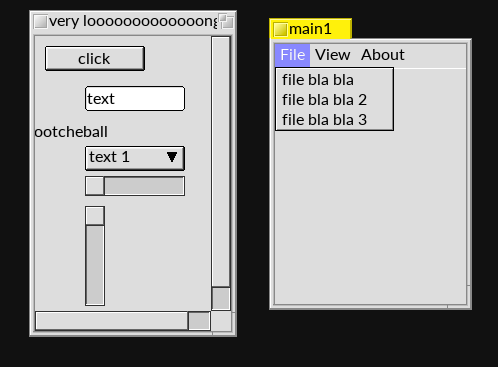 very looooooooooooong
click
text
ootcheball
text 1
main1
File View About
file bla bla
file bla bla 2
file bla bla 3